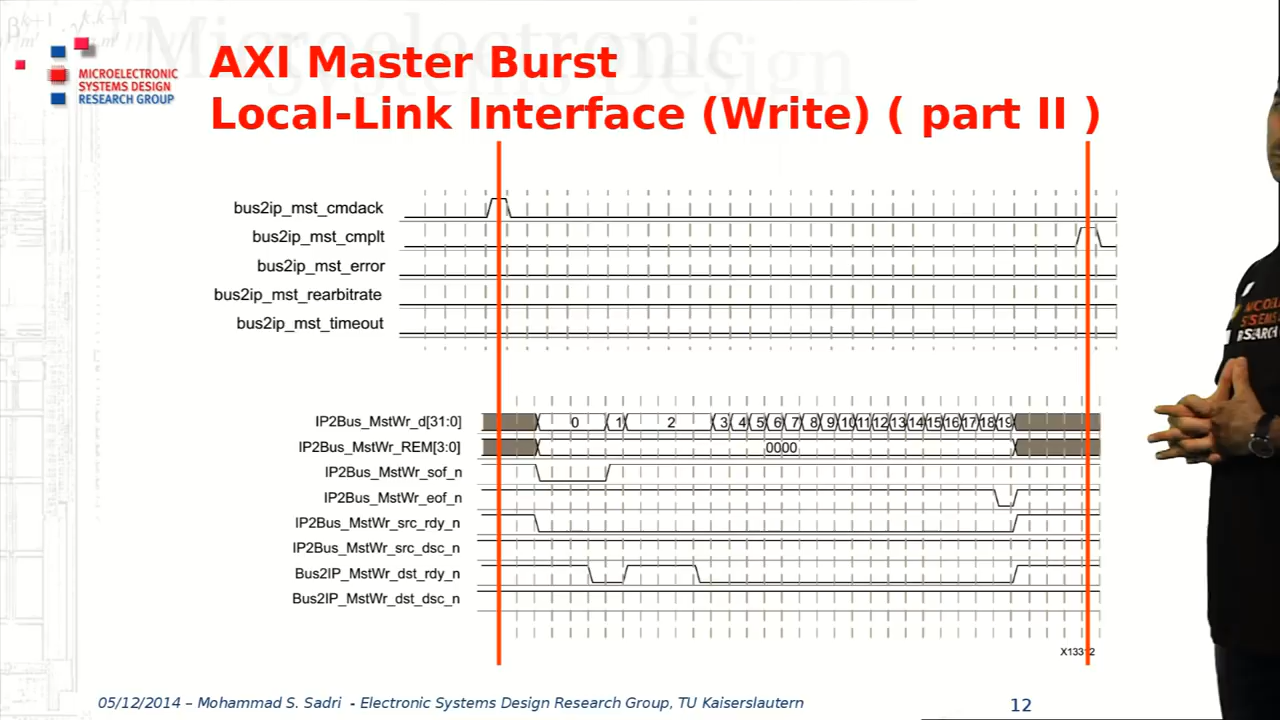 MICROELECTRONIC
SYSTEMS DESIGN
RESEARCH GROUP
AXI Master Burst
Local-Link Interface (Write) ( part II )
bus2ip_mst_cmdack
bus2ip_mst_cmplt
bus2ip_mst_error
bus2ip_mst_rearbitrate
bus2ip_mst_timeout
IP2Bus_MstWr_d[31:0] 0 1 2 3 4 5 6 7 8 9 10 11 12 13 14 15 16 17 18 19
IP2Bus_MstWr_REM[3:0] 0000
IP2Bus_MstWr_sof_n
IP2Bus_MstWr_eof_n
IP2Bus_MstWr_src_rdy_n
IP2Bus_MstWr_src_dsc_n
Bus2IP_MstWr_dst_rdy_n
Bus2IP_MstWr_dst_dsc_n
05/12/2014 – Mohammad S. Sadri - Electronic Systems Design Research Group, TU Kaiserslautern
12